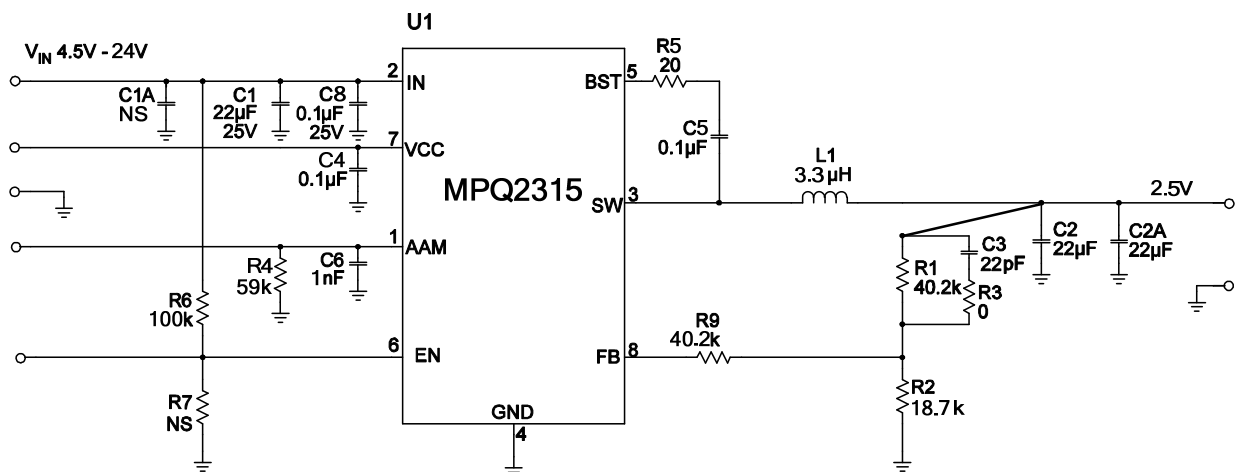 U1
V_IN 4.5V - 24V
2
IN
C1A
NS
C1
22µF
25V
C8
0.1µF
25V
7
VCC
C4
0.1µF
MPQ2315
1
AAM
R4
59k
C6
1nF
R6
100k
6
EN
R7
NS
GND
4
BST
5
R5
20
C5
0.1µF
SW
3
L1
3.3µH
2.5V
C3
22pF
R1
40.2k
R3
0
C2
22µF
C2A
22µF
FB
8
R9
40.2k
R2
18.7k